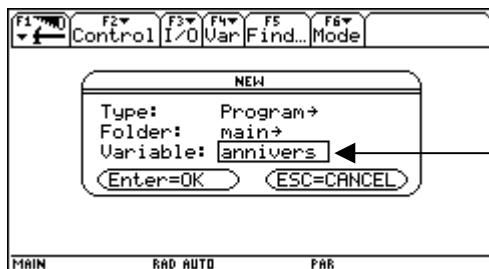 F1 F2 F3 F4 F5 F6
Control I/O Var Find... Mode
NEW
Type: Program→
Folder: main→
Variable: annivers
Enter=OK ESC=CANCEL
MAIN RAD AUTO PAR